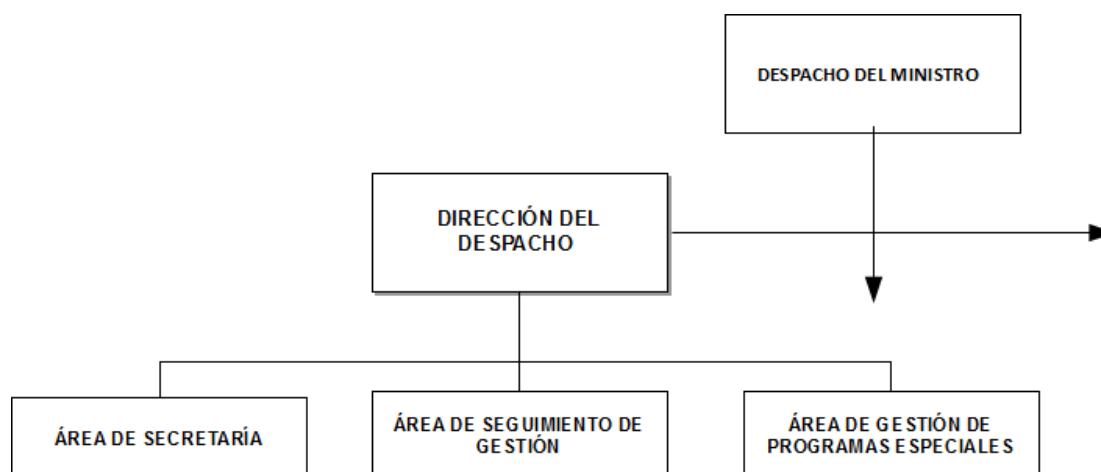 DESPACHO DEL MINISTRO
DIRECCIÓN DEL
DESPACHO
ÁREA DE SECRETARÍA
ÁREA DE SEGUIMIENTO DE
GESTIÓN
ÁREA DE GESTIÓN DE
PROGRAMAS ESPECIALES